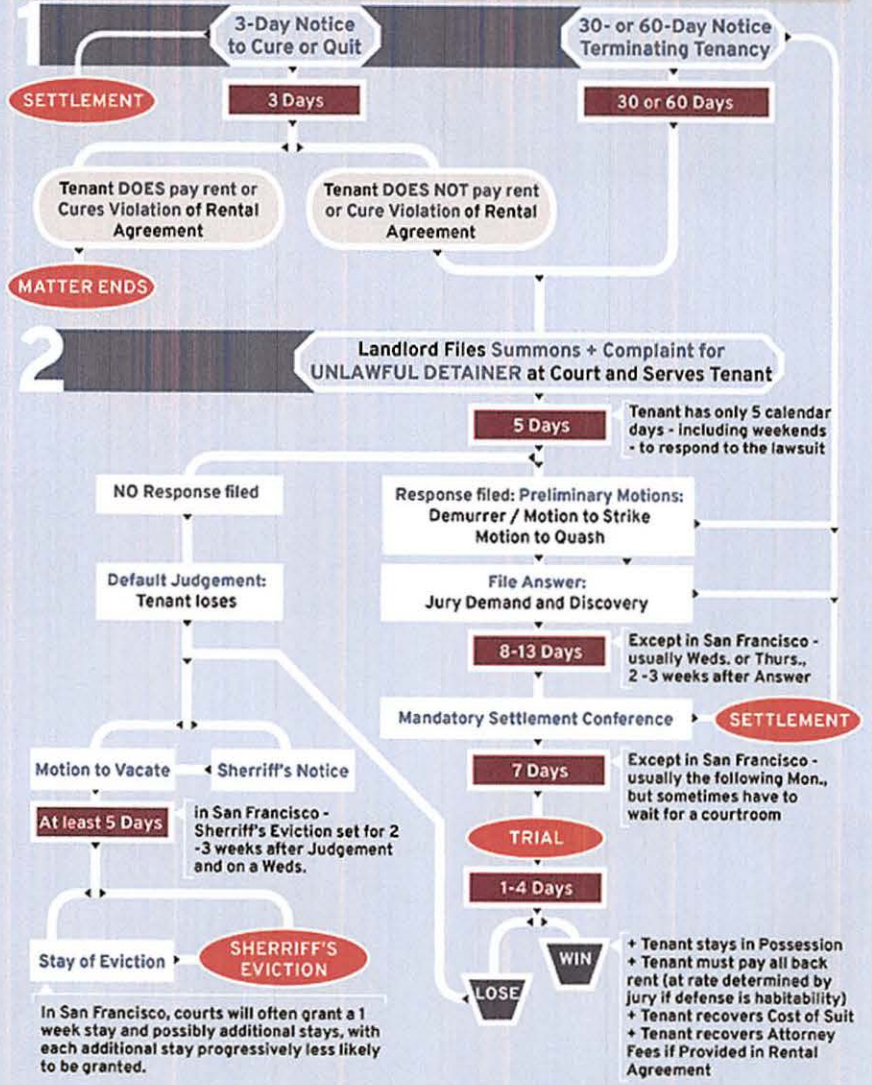 1
3-Day Notice
to Cure or Quit
30- or 60-Day Notice
Terminating Tenancy
SETTLEMENT
3 Days
30 or 60 Days
Tenant DOES pay rent or
Cures Violation of Rental
Agreement
Tenant DOES NOT pay rent
or Cure Violation of Rental
Agreement
MATTER ENDS
2
Landlord Files Summons + Complaint for
UNLAWFUL DETAINER at Court and Serves Tenant
5 Days
Tenant has only 5 calendar
days - including weekends
- to respond to the lawsuit
NO Response filed
Response filed: Preliminary Motions:
Demurrer / Motion to Strike
Motion to Quash
Default Judgement:
Tenant loses
File Answer:
Jury Demand and Discovery
8-13 Days
Except in San Francisco -
usually Weds. or Thurs.,
2 -3 weeks after Answer
Mandatory Settlement Conference
SETTLEMENT
Motion to Vacate
Sherriff's Notice
7 Days
Except in San Francisco -
usually the following Mon.,
but sometimes have to
wait for a courtroom
At least 5 Days
in San Francisco -
Sherriff's Eviction set for 2
-3 weeks after Judgement
and on a Weds.
TRIAL
1-4 Days
Stay of Eviction
SHERRIFF'S
EVICTION
LOSE
WIN
+ Tenant stays in Possession
+ Tenant must pay all back
rent (at rate determined by
jury if defense is habitability)
+ Tenant recovers Cost of Suit
+ Tenant recovers Attorney
Fees if Provided in Rental
Agreement
In San Francisco, courts will often grant a 1
week stay and possibly additional stays, with
each additional stay progressively less likely
to be granted.